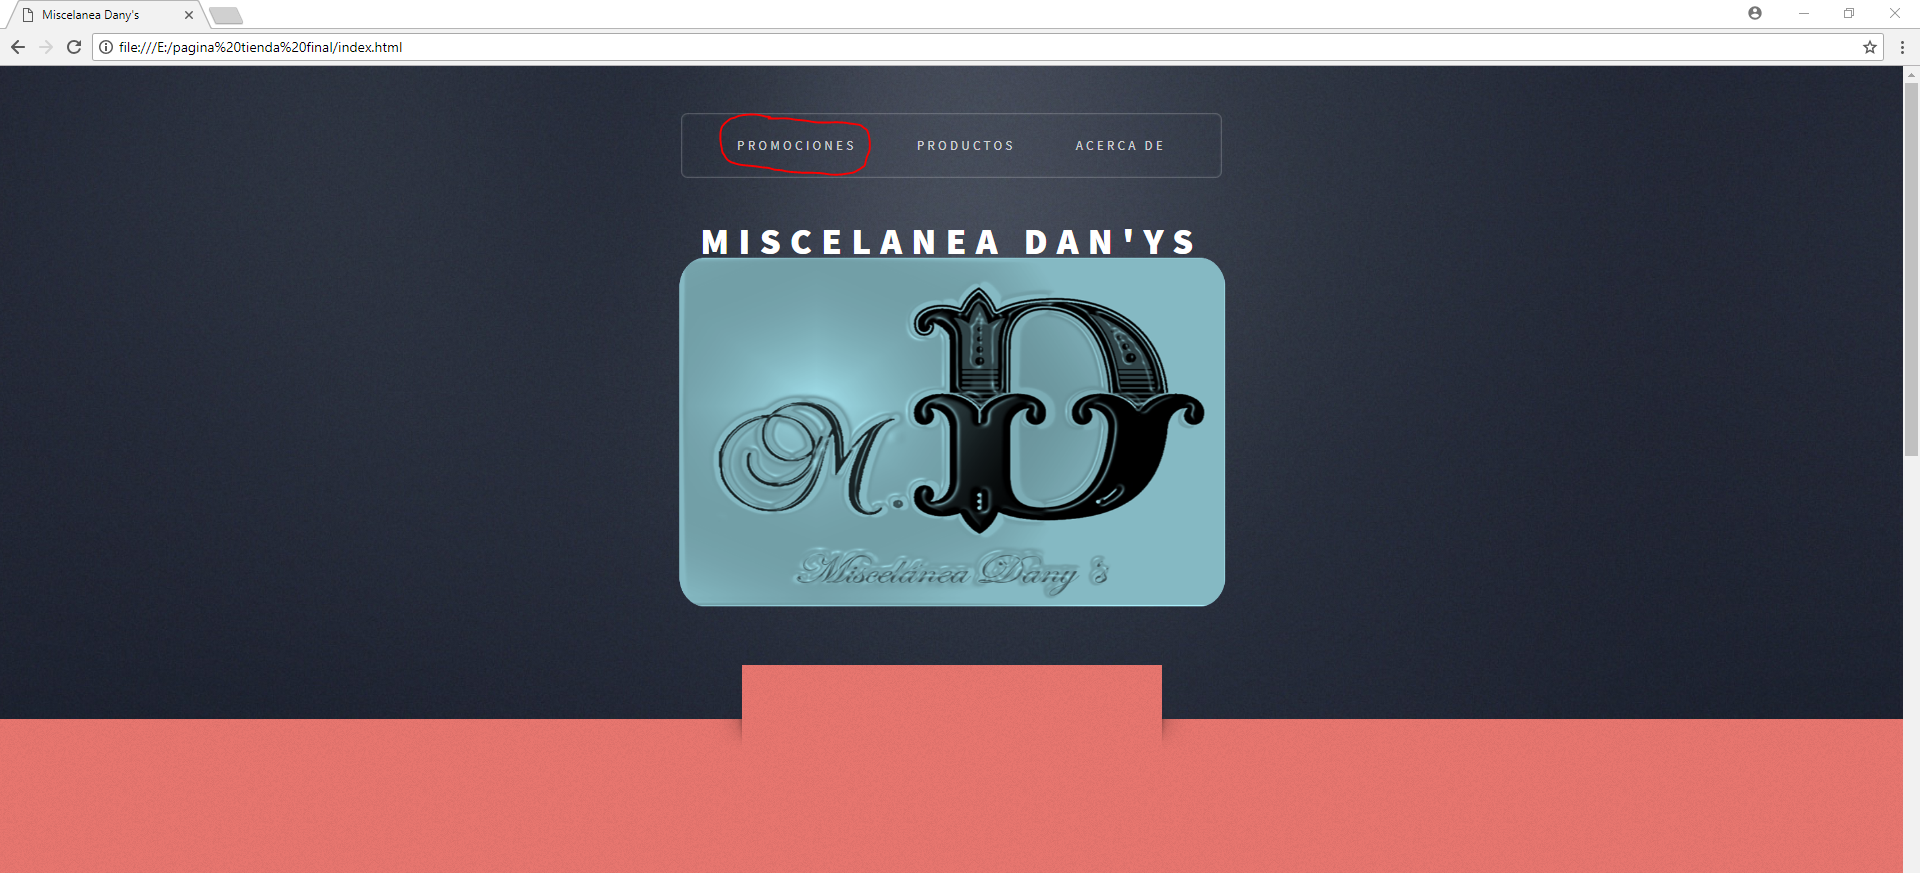 Miscelanea Dany's
file:///E:/pagina%20tienda%20final/index.html
PROMOCIONES PRODUCTOS ACERCA DE
MISCELANEA DAN'YS
M.D
Miscelánea Dany 's